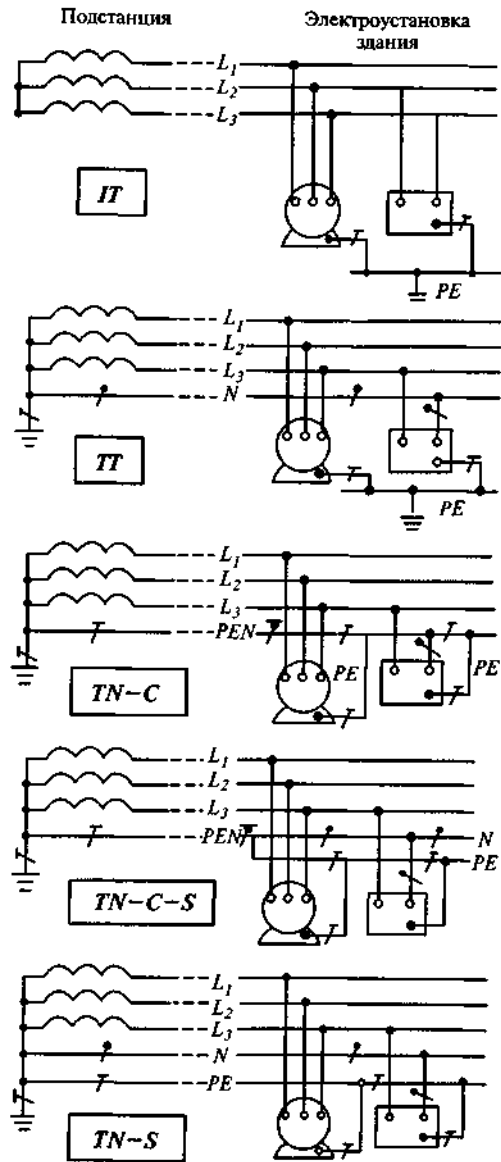 Подстанция
Электроустановка здания
L1
L2
L3
IT
PE
L1
L2
L3
N
TT
PE
L1
L2
L3
PEN
PE
PE
TN-C
L1
L2
L3
PEN
N
PE
TN-C-S
L1
L2
L3
N
PE
TN-S